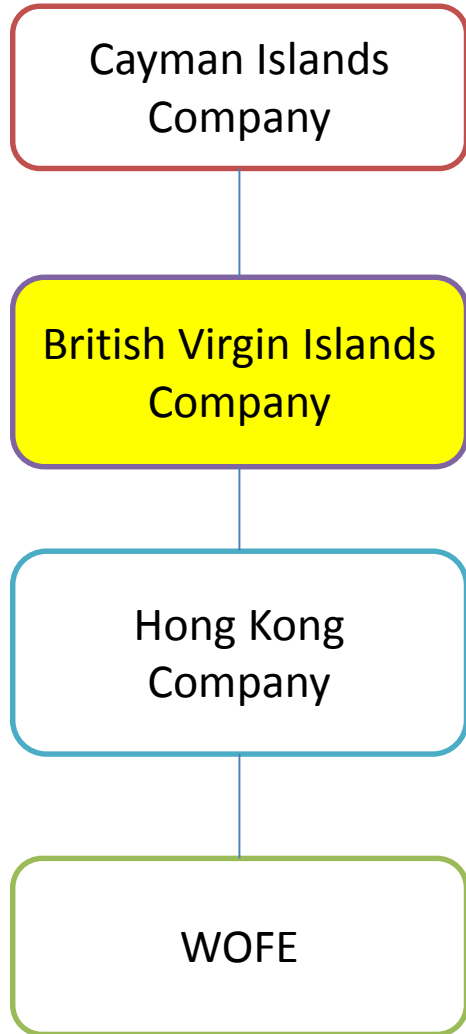 Cayman Islands
Company
British Virgin Islands
Company
Hong Kong
Company
WOFE